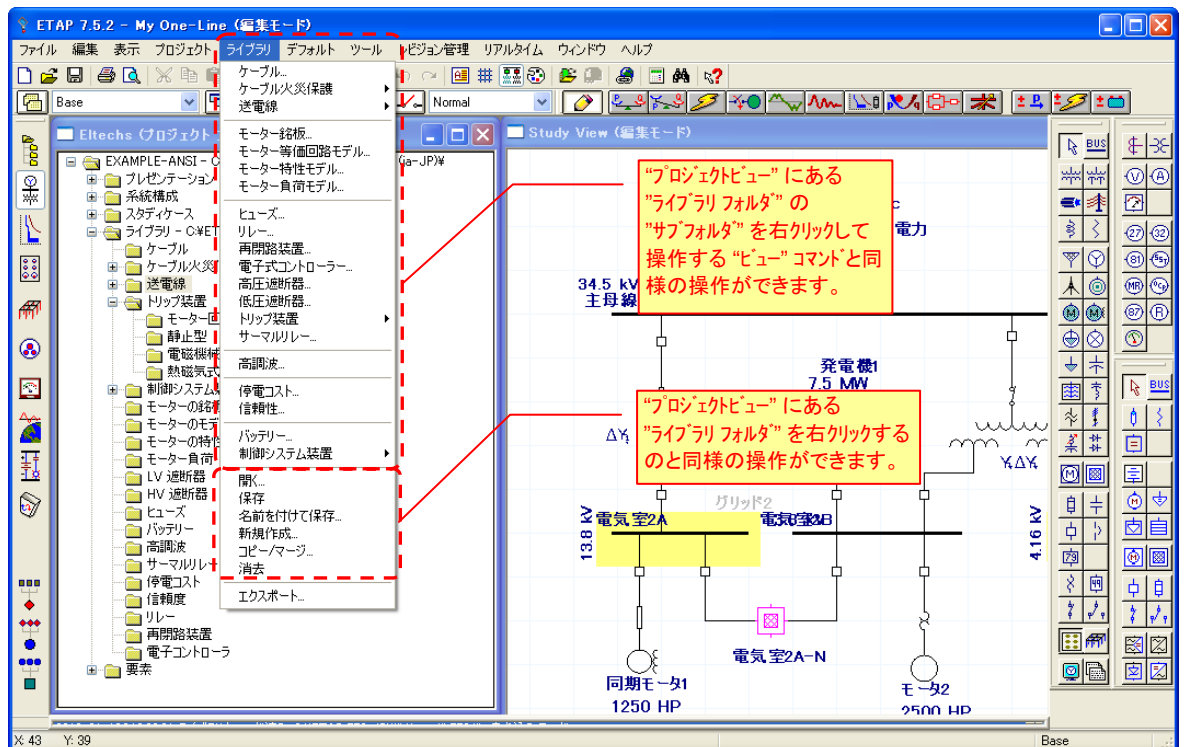 ETAP 7.5.2 - My One-Line (編集モード)
ファイル 編集 表示 プロジェクト ライブラリ デフォルト ツール リアルタイム ウィンドウ ヘルプ
Base
Normal
Eltechs (プロジェクト
EXAMPLE-ANSI -
(ja-JP)¥
プレゼンテーション
系統構成
スタディケース
ライブラリ - C:¥ET
ケーブル
ケーブル火災
送電線
トリップ装置
静止型
電磁機械
熱磁気式
モーターの特性
モーター負荷
LV 遮断器
HV 遮断器
ヒューズ
バッテリー
高調波
サーマルリレー
停電コスト
信頼度
リレー
再閉路装置
電子コントローラ
要素
ケーブル...
ケーブル火災保護
送電線
モーター銘板...
モーター等価回路モデル...
モーター特性モデル...
モーター負荷モデル...
ヒューズ...
リレー...
再閉路装置...
電子式コントローラー...
高圧遮断器...
低圧遮断器...
トリップ装置
サーマルリレー...
高調波...
停電コスト...
信頼性...
バッテリー...
制御システム装置
開く...
保存
名前を付けて保存...
新規作成...
コピー/マージ...
消去
エクスポート...
Study View (編集モード)
“プロジェクトビュー” にある
”ライブラリ フォルダ” の
”サブフォルダ” を右クリックして
操作する “ビュー” コマンドと同
様の操作ができます。
電力
34.5 kV
主母線
発電機1
7.5 MW
“プロジェクトビュー” にある
”ライブラリ フォルダ” を右クリックする
のと同様の操作ができます。
グリッド2
13.8 kV
電気室2A
4.16 kV
電気室2A-N
同期モータ1
1250 HP
モータ2
2500 HP
BUS
BUS
X: 43 Y: 39
Base